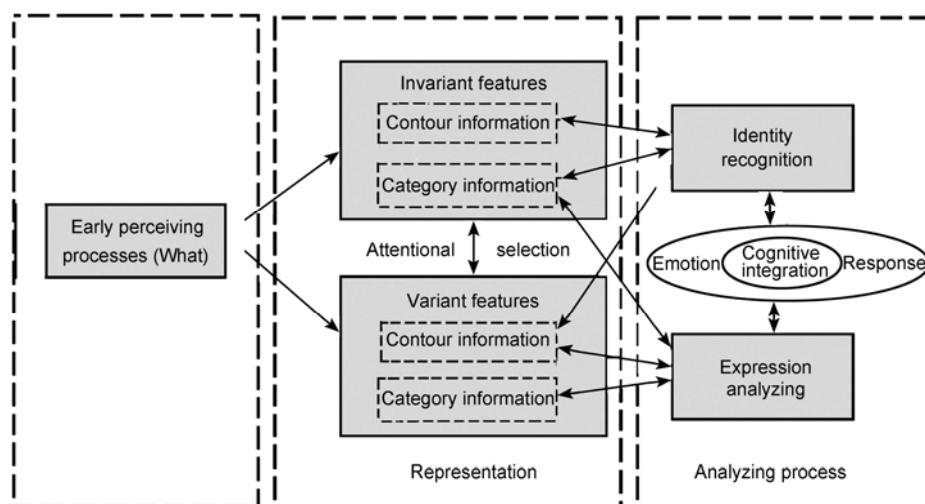 Early perceiving
processes (What)
Invariant features
Contour information
Category information
Attentional selection
Variant features
Contour information
Category information
Representation
Identity
recognition
Emotion
Cognitive
integration
Response
Expression
analyzing
Analyzing process